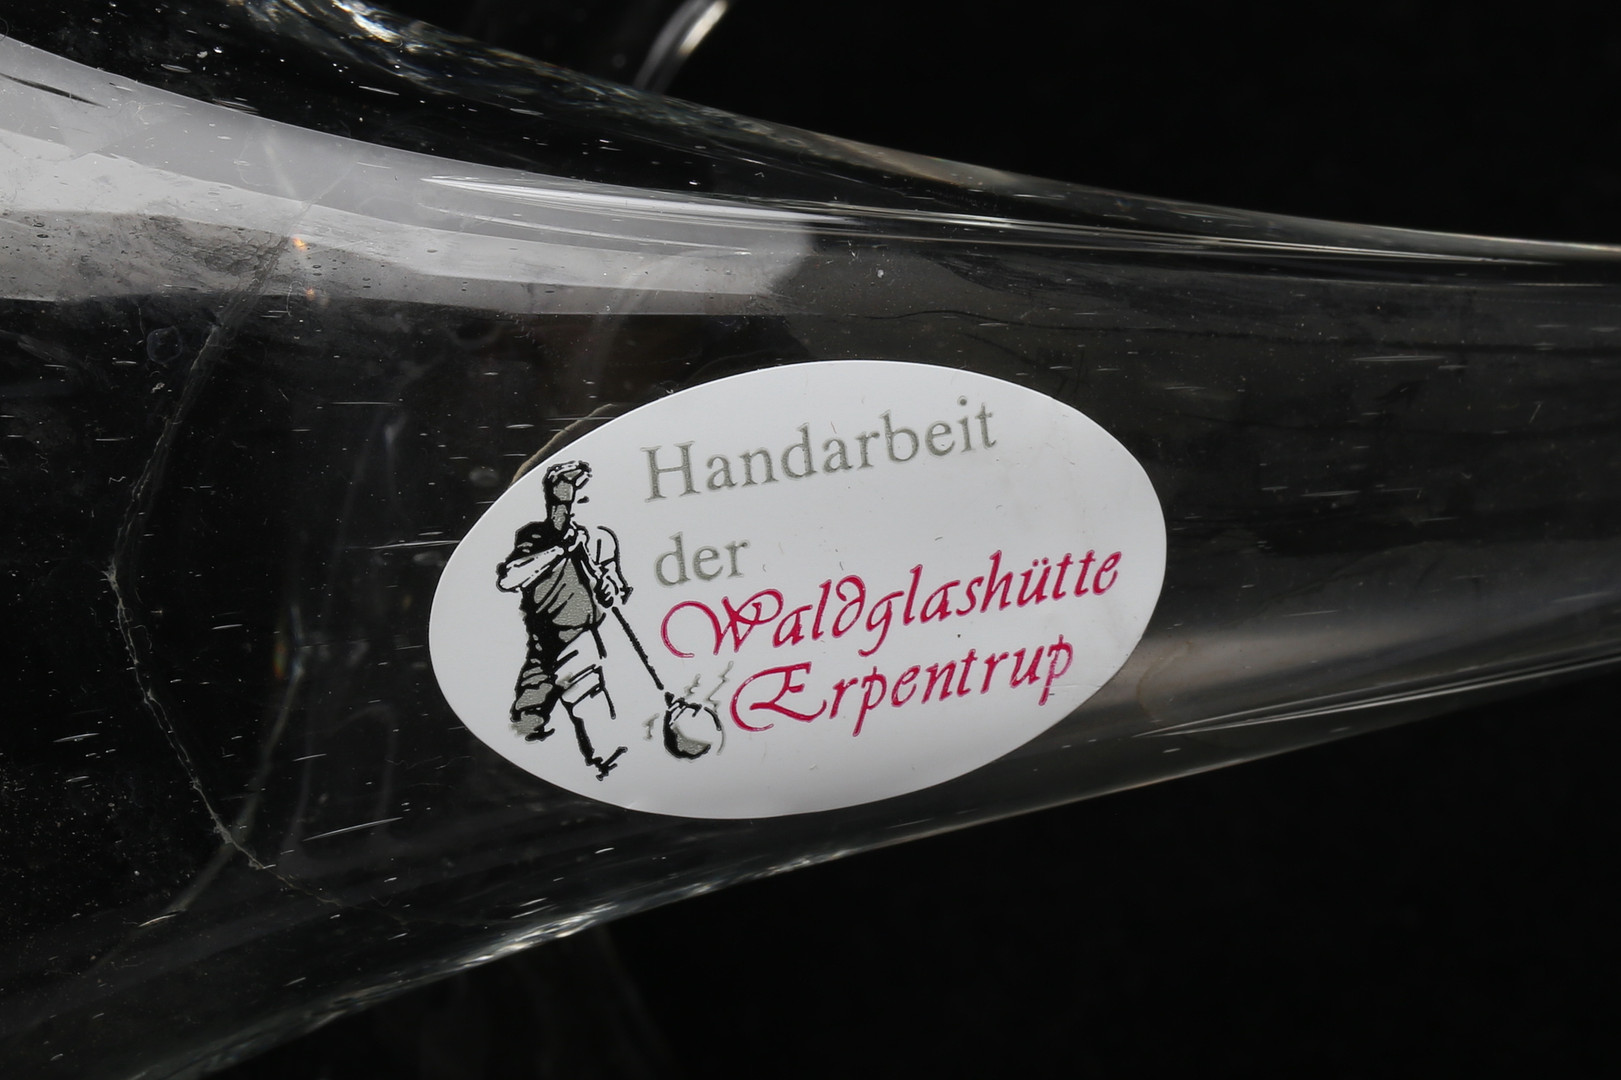 Handarbeit
der
Waldglashütte
Erpentrup